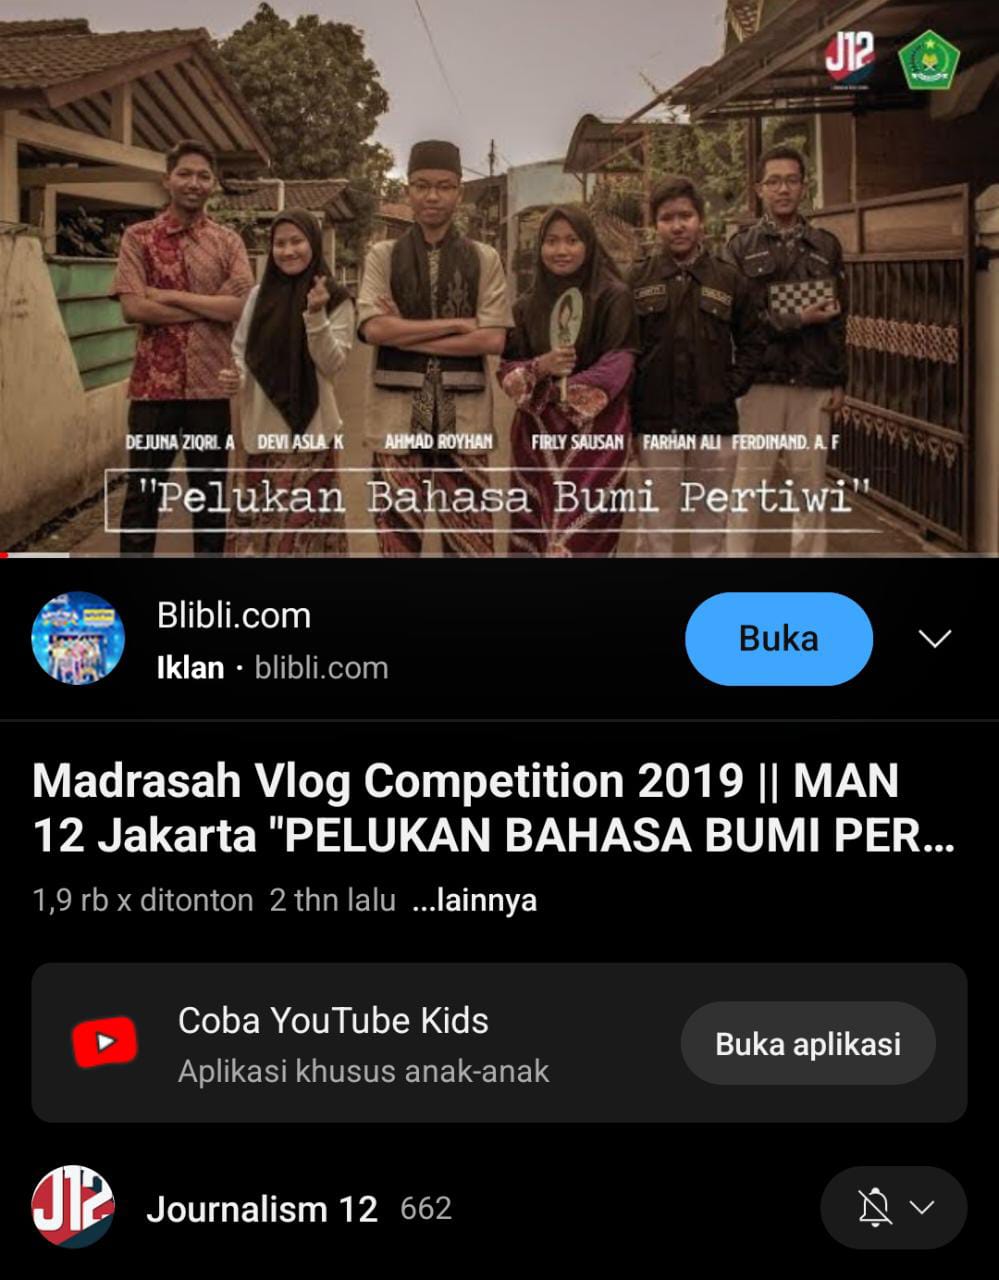 J12
DEJUNA ZIQRI. A DEVI ASLA. K AHMAD ROYHAN FIRLY SAUSAN FARHAN ALI FERDINAND. A. F
"Pelukan Bahasa Bumi Pertiwi"
Blibli.com
Iklan · blibli.com
Buka
Madrasah Vlog Competition 2019 || MAN
12 Jakarta "PELUKAN BAHASA BUMI PER...
1,9 rb x ditonton 2 thn lalu ...lainnya
Coba YouTube Kids
Aplikasi khusus anak-anak
Buka aplikasi
J12
Journalism 12 662